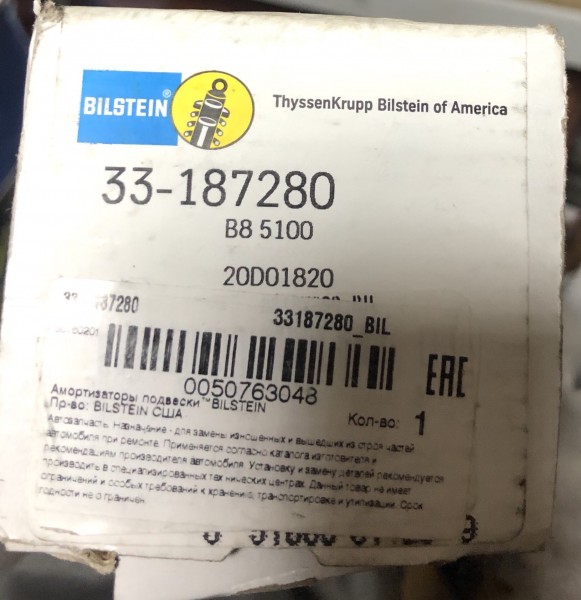 BILSTEIN®
ThyssenKrupp Bilstein of America
33-187280
B8 5100
20D01820
187280
33187280_BIL
0050763048
EAC
Амортизаторы подвески ™BILSTEIN
Пр-во: BILSTEIN США
Кол-во: 1
Автозапчасть. Назначение - для замены изношенных и вышедших из строя частей
автомобиля при ремонте. Применяется согласно каталога изготовителя и
рекомендациям производителя автомобиля. Установку и замену деталей рекомендуется
производить в специализированных технических центрах. Данный товар не имеет
ограничений и особых требований к хранению, транспортировке и утилизации. Срок
годности не ограничен